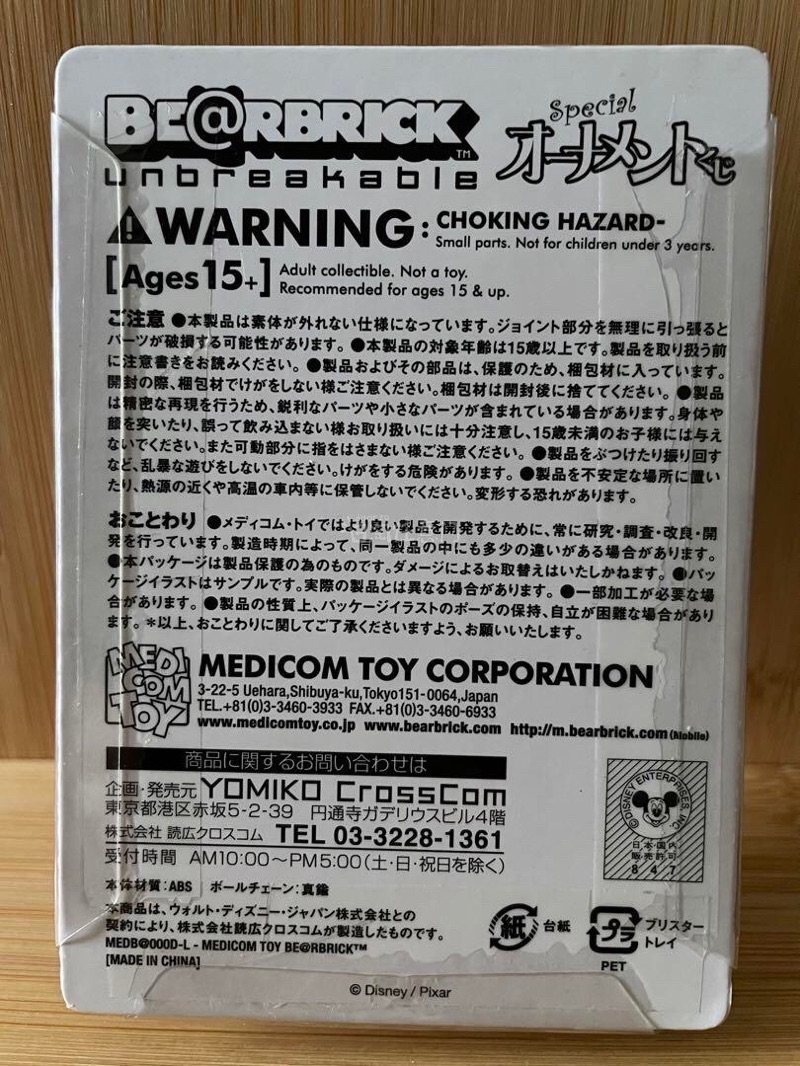 BE@RBRICK™
unbreakable
Special
オーナメントくじ
WARNING: CHOKING HAZARD-
Small parts. Not for children under 3 years.
[Ages 15+] Adult collectible. Not a toy.
Recommended for ages 15 & up.
ご注意 ●本製品は素体が外れない仕様になっています。ジョイント部分を無理に引っ張ると
パーツが破損する可能性があります。 ●本製品の対象年齢は15歳以上です。製品を取り扱う前
に注意書きをお読みください。 ●製品およびその部品は、保護のため、梱包材に入っています。
開封の際、梱包材でけがをしない様ご注意ください。梱包材は開封後に捨ててください。 ●製品
は精密な再現を行うため、鋭利なパーツや小さなパーツが含まれている場合があります。身体や
顔を突いたり、誤って飲み込まない様お取り扱いには十分注意し、15歳未満のお子様には与え
ないでください。また可動部分に指をはさまない様ご注意ください。 ●製品をぶつけたり振り回す
など、乱暴な遊びをしないでください。けがをする危険があります。 ●製品を不安定な場所に置い
たり、熱源の近くや高温の車内等に保管しないでください。変形する恐れがあります。
おことわり ●メディコム・トイではより良い製品を開発するために、常に研究・調査・改良・開
発を行っています。製造時期によって、同一製品の中にも多少の違いがある場合があります。
●本パッケージは製品保護の為のものです。ダメージによるお取替えはいたしかねます。 ●パッ
ケージイラストはサンプルです。実際の製品とは異なる場合があります。 ●一部加工が必要な場
合があります。 ●製品の性質上、パッケージイラストのポーズの保持、自立が困難な場合があり
ます。 *以上、おことわりに関してご了承くださいますよう、お願いいたします。
MEDI
COM
TOY
MEDICOM TOY CORPORATION
3-22-5 Uehara,Shibuya-ku,Tokyo151-0064,Japan
TEL.+81(0)3-3460-3933 FAX.+81(0)3-3460-6933
www.medicomtoy.co.jp www.bearbrick.com http://m.bearbrick.com(Mobile)
商品に関するお問い合わせは
企画・発売元 YOMIKO CrossCom
東京都港区赤坂5-2-39 円通寺ガデリウスビル4階
株式会社 読広クロスコム TEL 03-3228-1361
受付時間 AM10:00〜PM5:00(土・日・祝日を除く)
©DISNEY ENTERPRISES, INC.
日本国内
販売許可
847
本体材質:ABS ボールチェーン:真鍮
本商品は、ウォルト・ディズニー・ジャパン株式会社との
契約により、株式会社読広クロスコムが製造したものです。
MEDB@000D-L - MEDICOM TOY BE@RBRICK™
[MADE IN CHINA]
紙 台紙
プラ ブリスター
トレイ
PET
© Disney / Pixar